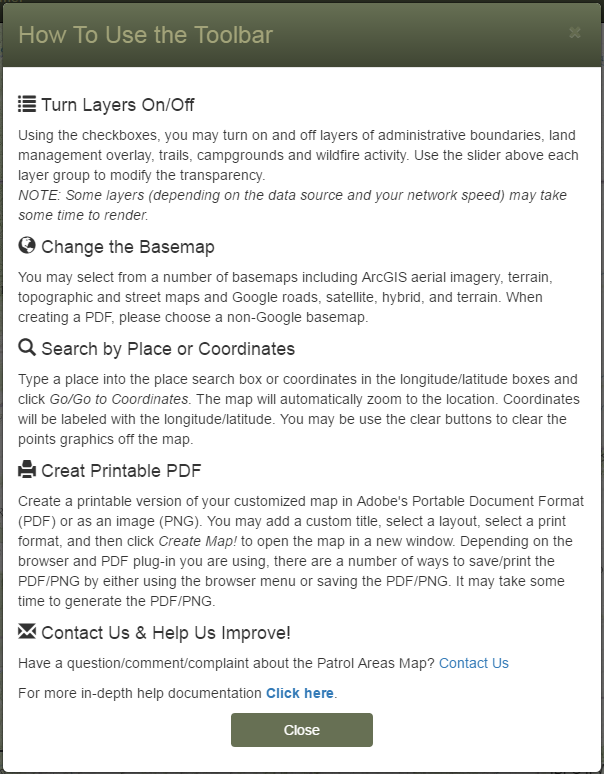 How To Use the Toolbar
Turn Layers On/Off
Using the checkboxes, you may turn on and off layers of administrative boundaries, land
management overlay, trails, campgrounds and wildfire activity. Use the slider above each
layer group to modify the transparency.
NOTE: Some layers (depending on the data source and your network speed) may take
some time to render.
Change the Basemap
You may select from a number of basemaps including ArcGIS aerial imagery, terrain,
topographic and street maps and Google roads, satellite, hybrid, and terrain. When
creating a PDF, please choose a non-Google basemap.
Search by Place or Coordinates
Type a place into the place search box or coordinates in the longitude/latitude boxes and
click Go/Go to Coordinates. The map will automatically zoom to the location. Coordinates
will be labeled with the longitude/latitude. You may be use the clear buttons to clear the
points graphics off the map.
Creat Printable PDF
Create a printable version of your customized map in Adobe's Portable Document Format
(PDF) or as an image (PNG). You may add a custom title, select a layout, select a print
format, and then click Create Map! to open the map in a new window. Depending on the
browser and PDF plug-in you are using, there are a number of ways to save/print the
PDF/PNG by either using the browser menu or saving the PDF/PNG. It may take some
time to generate the PDF/PNG.
Contact Us & Help Us Improve!
Have a question/comment/complaint about the Patrol Areas Map? Contact Us
For more in-depth help documentation Click here.
Close